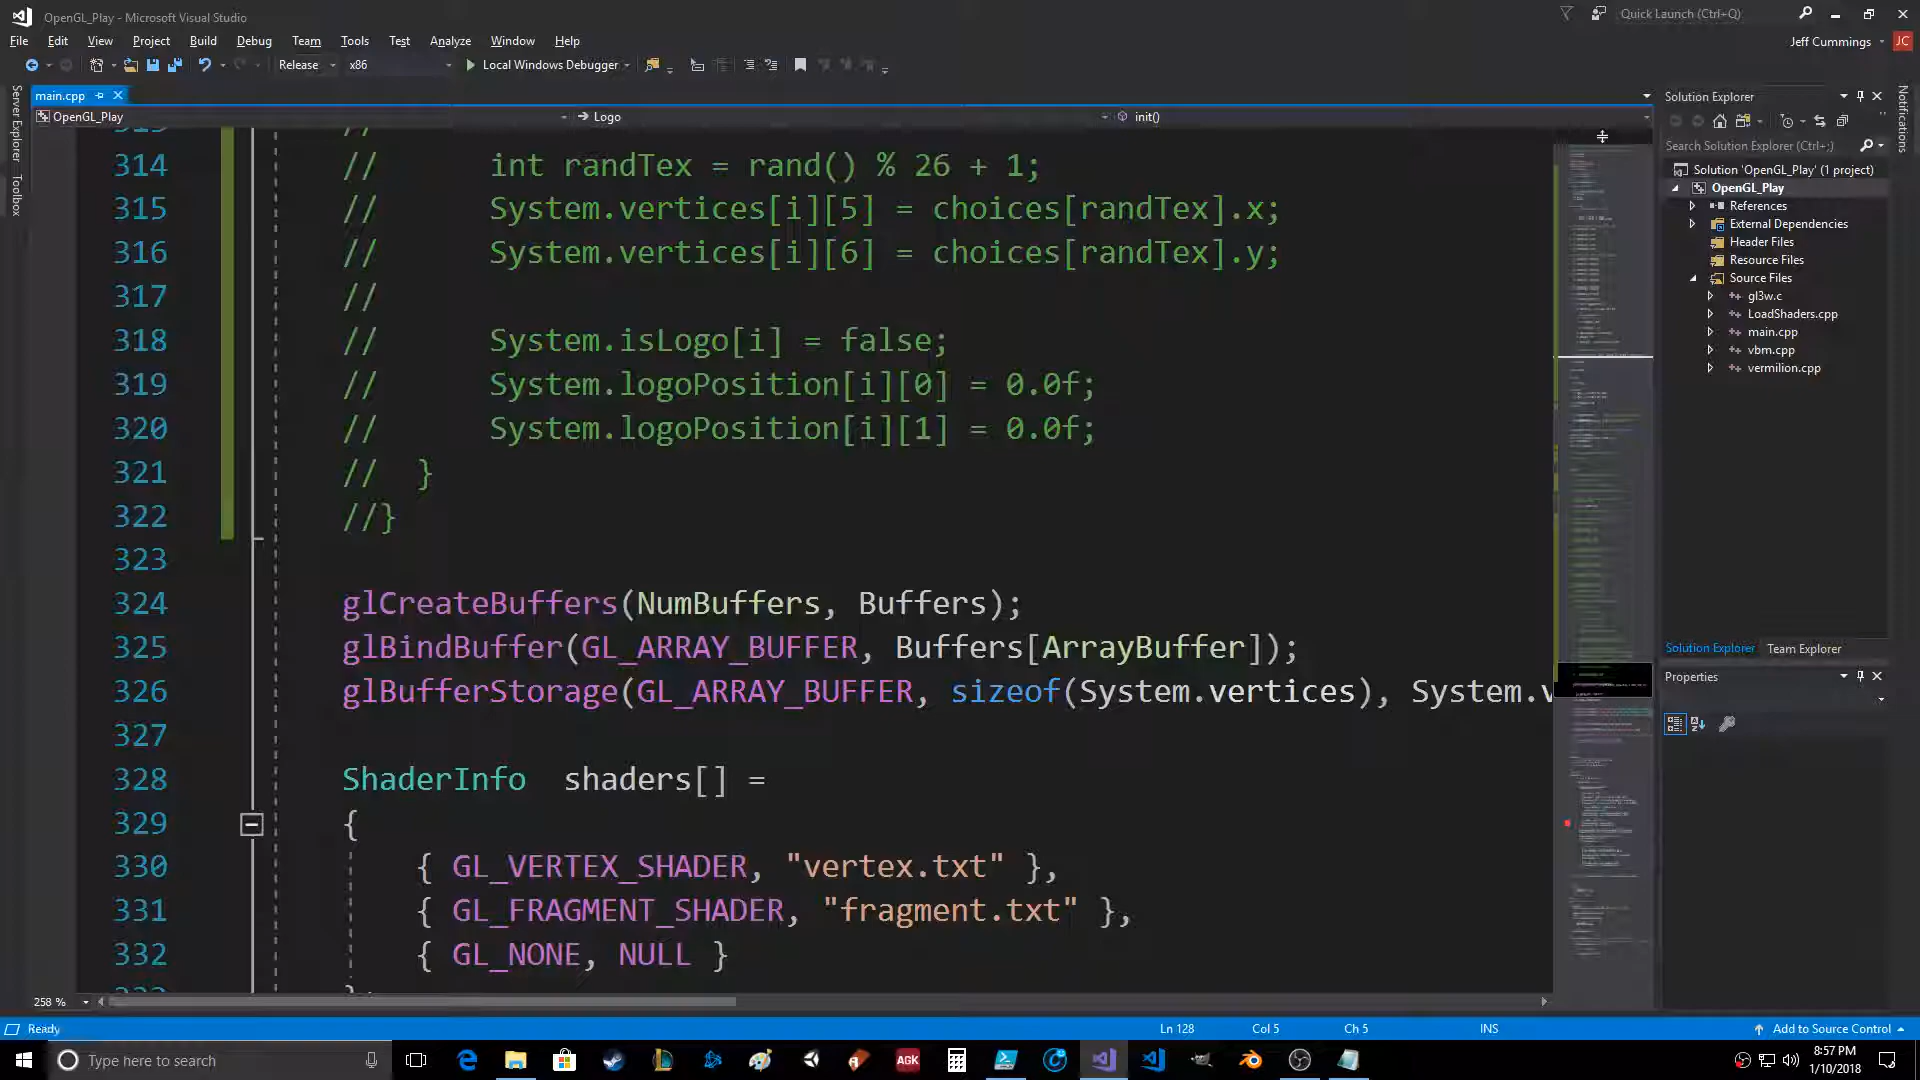 OpenGL_Play - Microsoft Visual Studio
Quick Launch (Ctrl+Q)
File Edit View Project Build Debug Team Tools Test Analyze Window Help
Jeff Cummings JC
Release x86 Local Windows Debugger
Server Explorer
Toolbox
main.cpp
OpenGL_Play Logo init()
314 // int randTex = rand() % 26 + 1;
315 // System.vertices[i][5] = choices[randTex].x;
316 // System.vertices[i][6] = choices[randTex].y;
317 //
318 // System.isLogo[i] = false;
319 // System.logoPosition[i][0] = 0.0f;
320 // System.logoPosition[i][1] = 0.0f;
321 // }
322 //}
323
324 glCreateBuffers(NumBuffers, Buffers);
325 glBindBuffer(GL_ARRAY_BUFFER, Buffers[ArrayBuffer]);
326 glBufferStorage(GL_ARRAY_BUFFER, sizeof(System.vertices), System.v
327
328 ShaderInfo shaders[] =
329 {
330 { GL_VERTEX_SHADER, "vertex.txt" },
331 { GL_FRAGMENT_SHADER, "fragment.txt" },
332 { GL_NONE, NULL }
258 %
Solution Explorer
Search Solution Explorer (Ctrl+;)
Solution 'OpenGL_Play' (1 project)
OpenGL_Play
References
External Dependencies
Header Files
Resource Files
Source Files
gl3w.c
LoadShaders.cpp
main.cpp
vbm.cpp
vermilion.cpp
Solution Explorer Team Explorer
Properties
Notifications
Ready Ln 128 Col 5 Ch 5 INS Add to Source Control
Type here to search
AGK
8:57 PM
1/10/2018